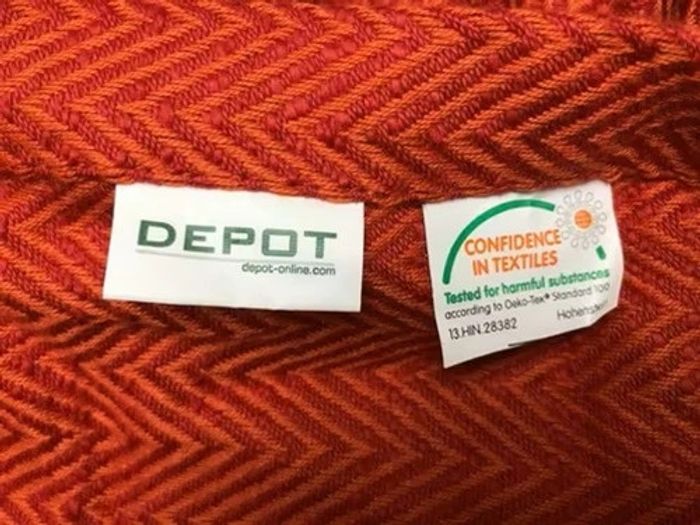 DEPOT
depot-online.com
CONFIDENCE
IN TEXTILES
Tested for harmful substances
according to Oeko-Tex® Standard 100
13.HIN.28382